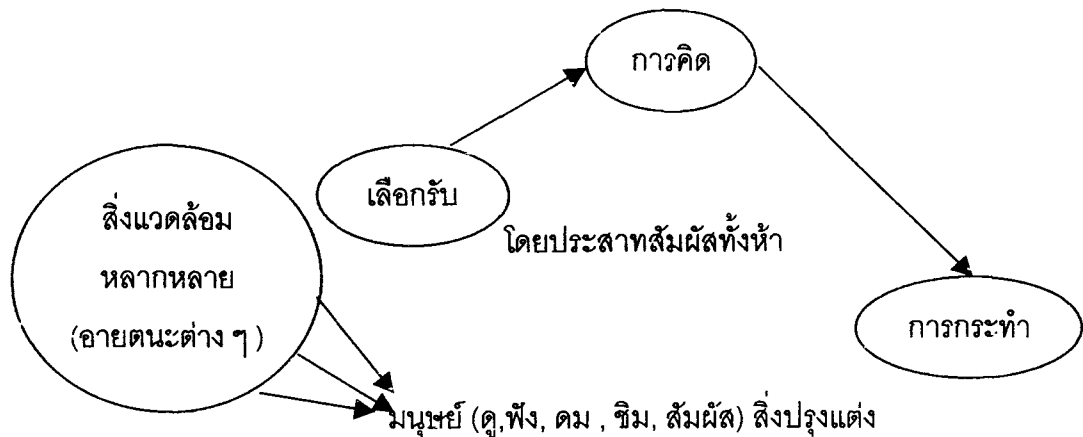 การคิด
เลือกรับ
สิ่งแวดล้อม
หลากหลาย
(อายตนะต่าง ๆ )
โดยประสาทสัมผัสทั้งห้า
การกระทำ
มนุษย์ (ดู,ฟัง, ดม , ชิม, สัมผัส) สิ่งปรุงแต่ง